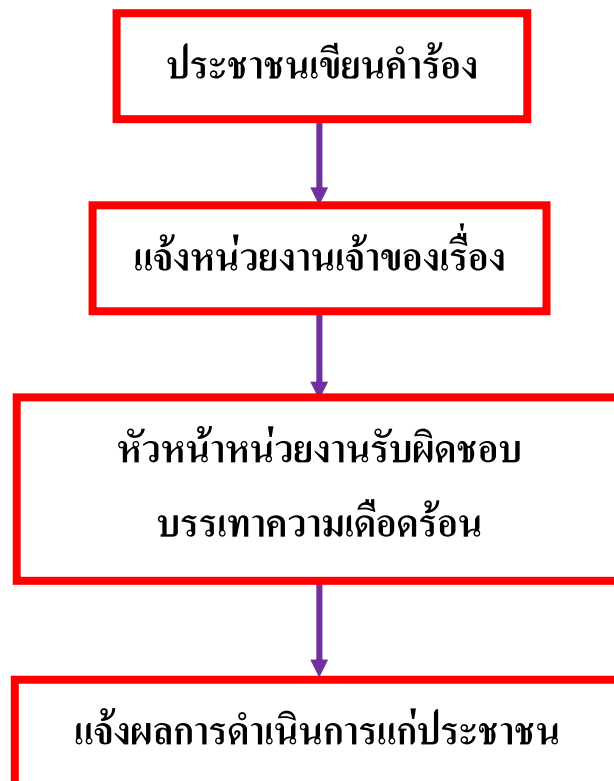 ประชาชนเขียนคำร้อง
แจ้งหน่วยงานเจ้าของเรื่อง
หัวหน้าหน่วยงานรับผิดชอบ
บรรเทาความเดือดร้อน
แจ้งผลการดำเนินการแก่ประชาชน